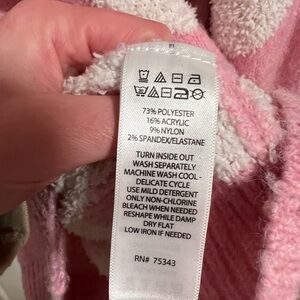 73% POLYESTER
16% ACRYLIC
9% NYLON
2% SPANDEX/ELASTANE
TURN INSIDE OUT
WASH SEPARATELY
MACHINE WASH COOL -
DELICATE CYCLE
USE MILD DETERGENT
ONLY NON-CHLORINE
BLEACH WHEN NEEDED
RESHAPE WHILE DAMP
DRY FLAT
LOW IRON IF NEEDED
RN# 75343